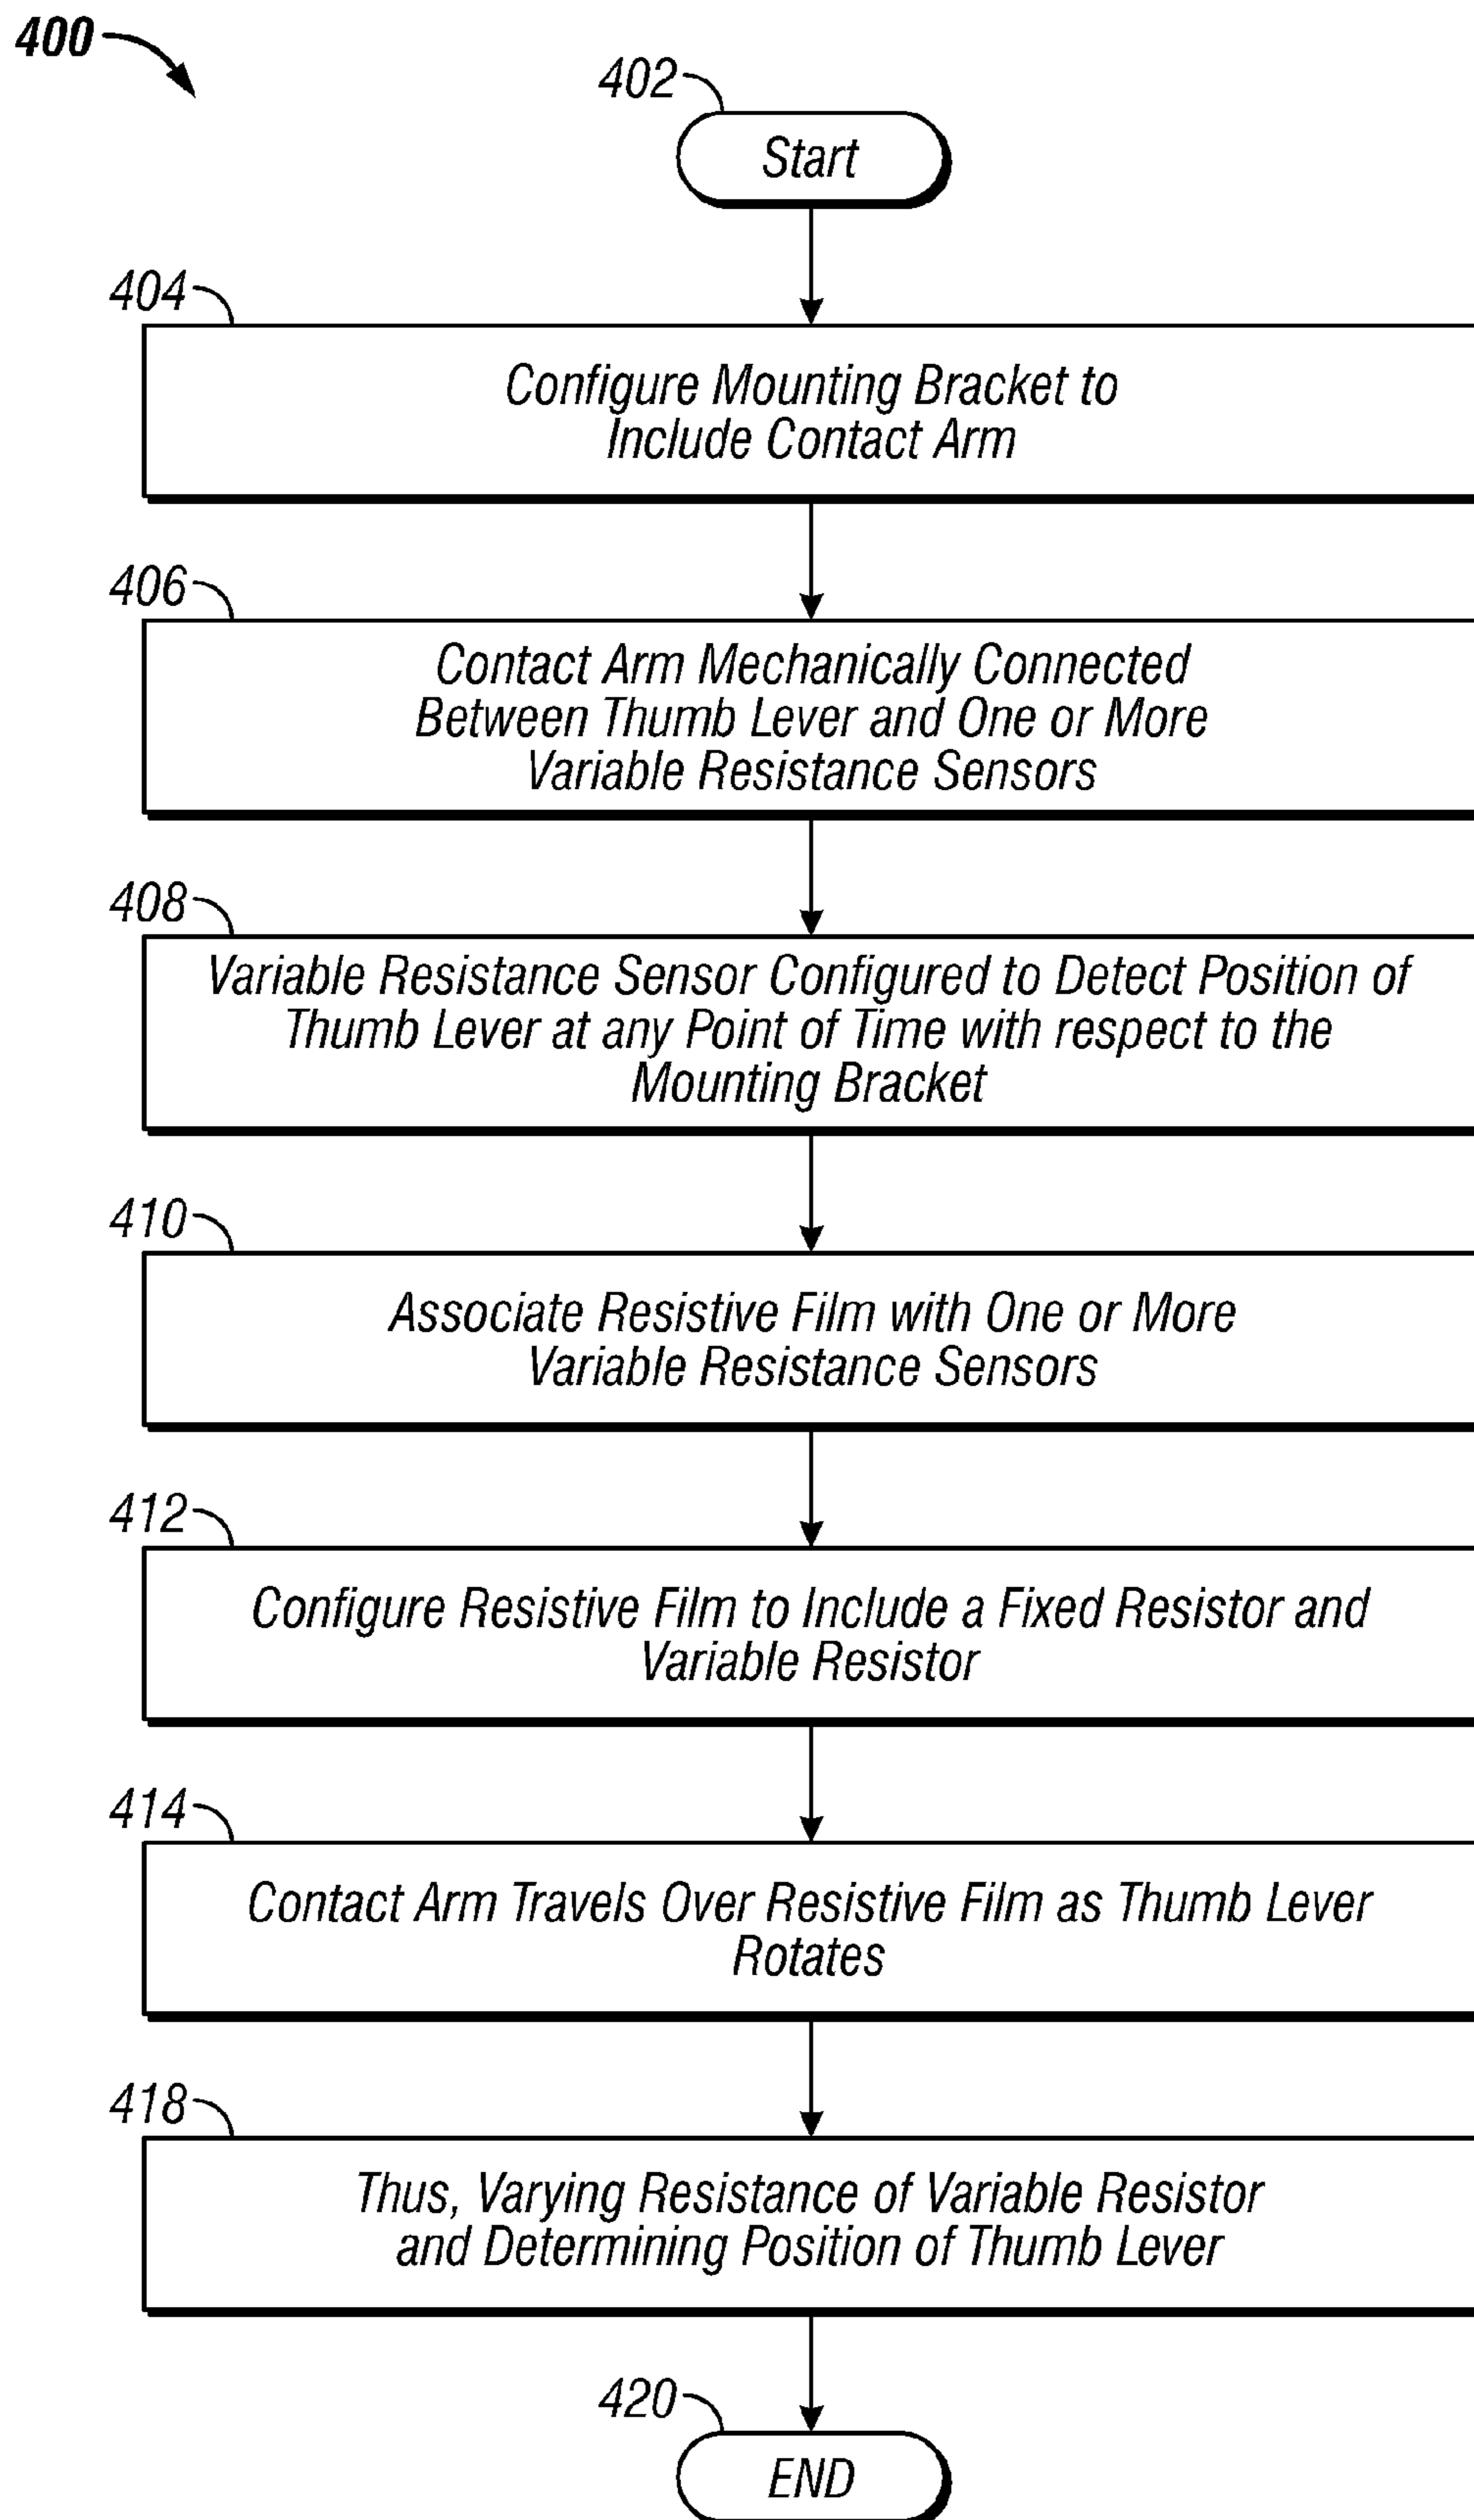 400
402
Start
404
Configure Mounting Bracket to
Include Contact Arm
406
Contact Arm Mechanically Connected
Between Thumb Lever and One or More
Variable Resistance Sensors
408
Variable Resistance Sensor Configured to Detect Position of
Thumb Lever at any Point of Time with respect to the
Mounting Bracket
410
Associate Resistive Film with One or More
Variable Resistance Sensors
412
Configure Resistive Film to Include a Fixed Resistor and
Variable Resistor
414
Contact Arm Travels Over Resistive Film as Thumb Lever
Rotates
418
Thus, Varying Resistance of Variable Resistor
and Determining Position of Thumb Lever
420
END